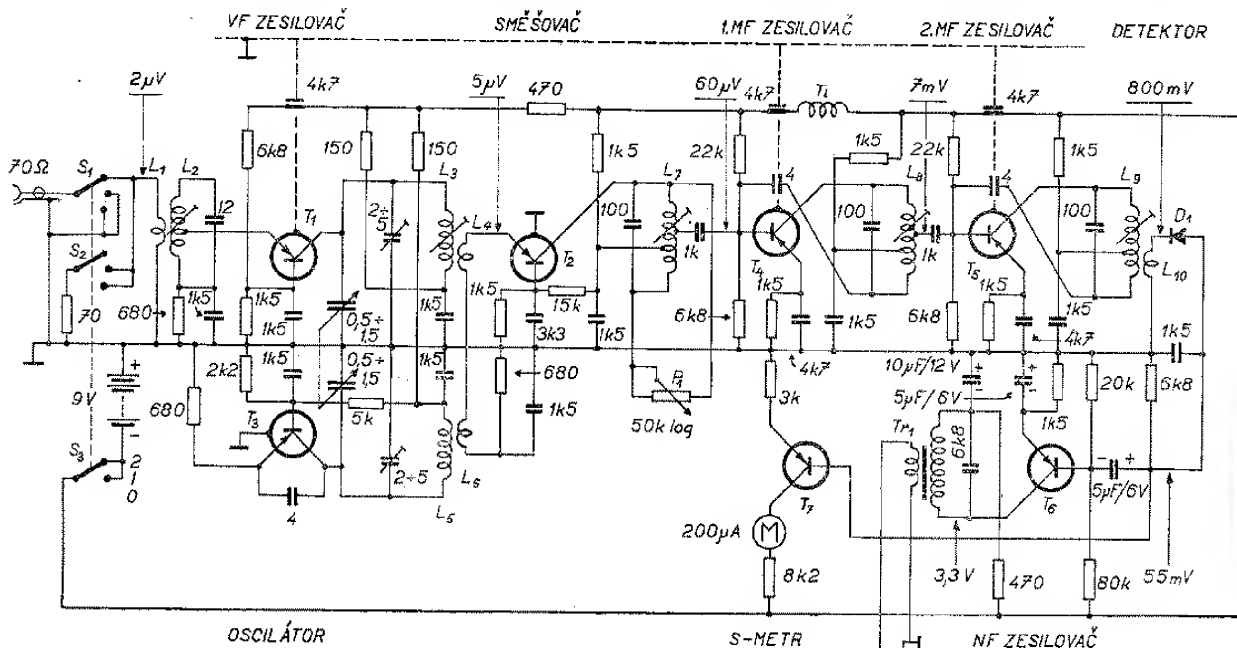 VF ZESILOVAČ SMĚŠOVAČ 1.MF ZESILOVAČ 2.MF ZESILOVAČ DETEKTOR
2µV 4k7 5µV 470 60µV 4k7 Tl 7mV 4k7 800mV
70Ω S1 L1 L2 12 6k8 150 150 L3 L4 1k5 L7 22k 4 1k5 L8 22k 4 1k5 L9
T1 2÷5 T2 100 1k T4 100 1k T5 100 D1
S2 L10
70 680 1k5 1k5 1k5 0,5÷1,5 1k5 1k5 3k3 15k 1k5 6k8 1k5 1k5 6k8 1k5 1k5 1k5
4k7 4k7
9V + − 680 2k2 1k5 0,5÷1,5 1k5 680 1k5 P1 3k 10µF/12V + − + − 20k 6k8
T3 5k 50k log 5µF/6V 1k5
Tr1 6k8
S3 2 1 0 4 2÷5 L5 L6 T7 T6 − + 5µF/6V
200µA M
8k2 3,3V 470 80k 55mV
OSCILÁTOR S-METR NF ZESILOVAČ